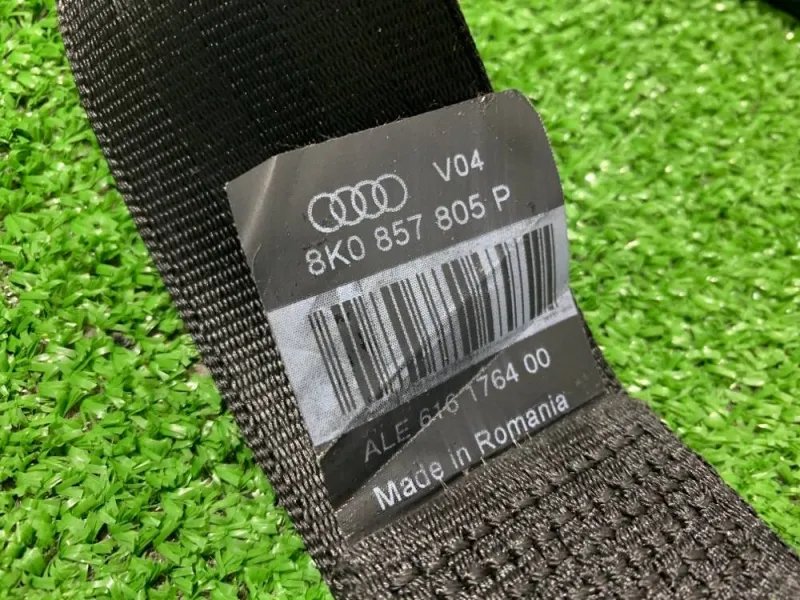 V04
8K0 857 805 P
ALE 616 1764 00
Made in Romania